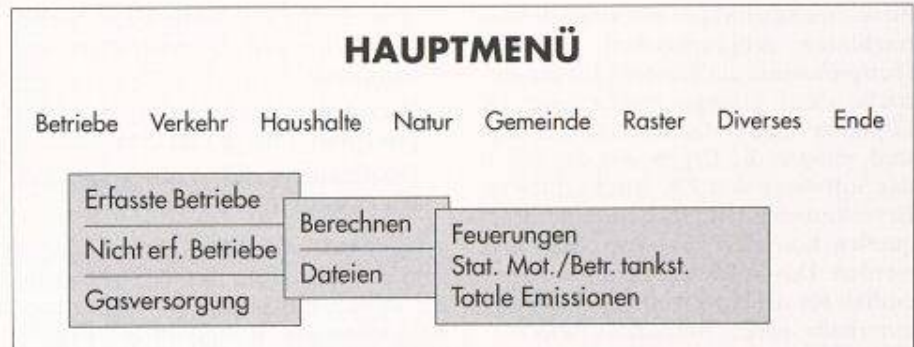 HAUPTMENÜ
Betriebe Verkehr Haushalte Natur Gemeinde Raster Diverses Ende
Erfasste Betriebe
Nicht erf. Betriebe
Gasversorgung
Berechnen
Dateien
Feuerungen
Stat. Mot./Betr. tankst.
Totale Emissionen